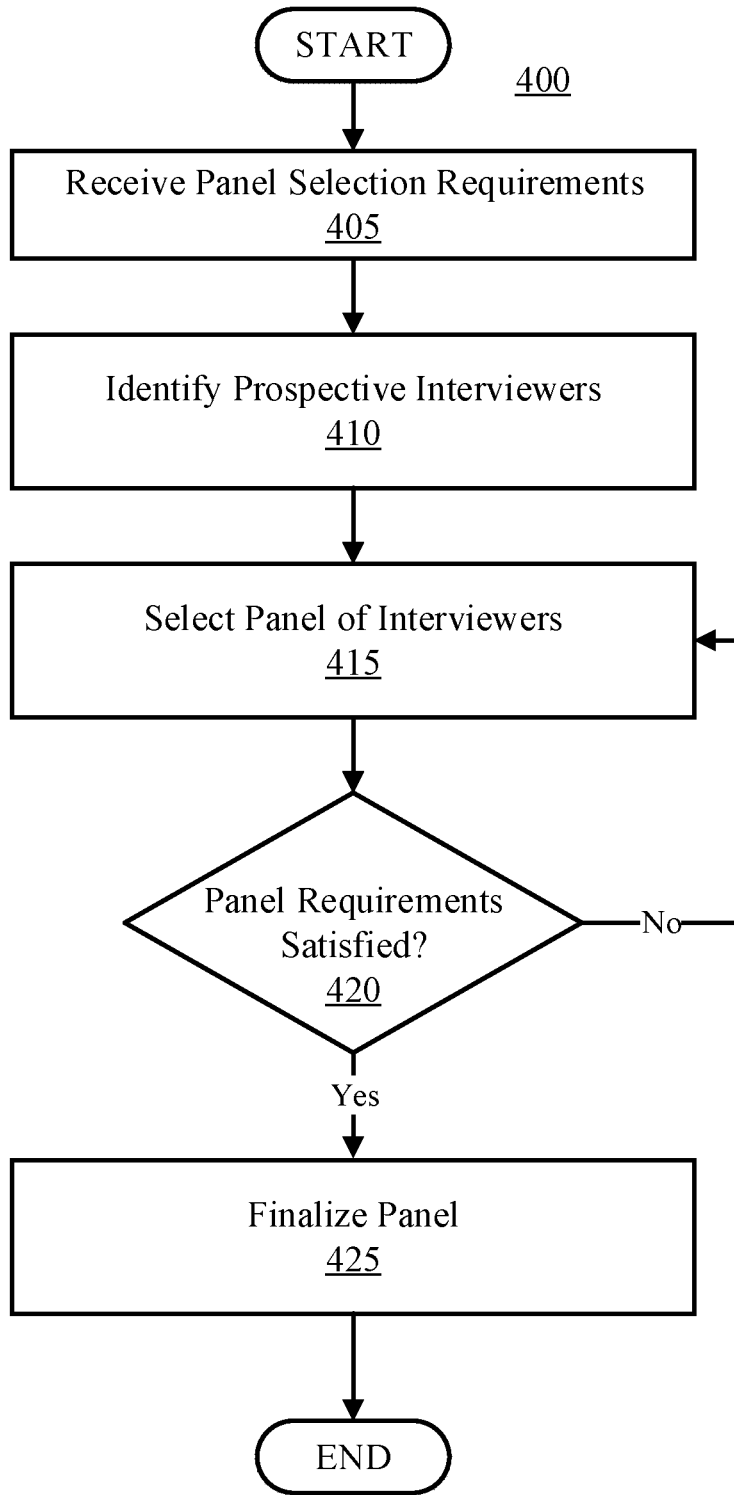 START
400
Receive Panel Selection Requirements
405
Identify Prospective Interviewers
410
Select Panel of Interviewers
415
Panel Requirements
Satisfied?
420
No
Yes
Finalize Panel
425
END